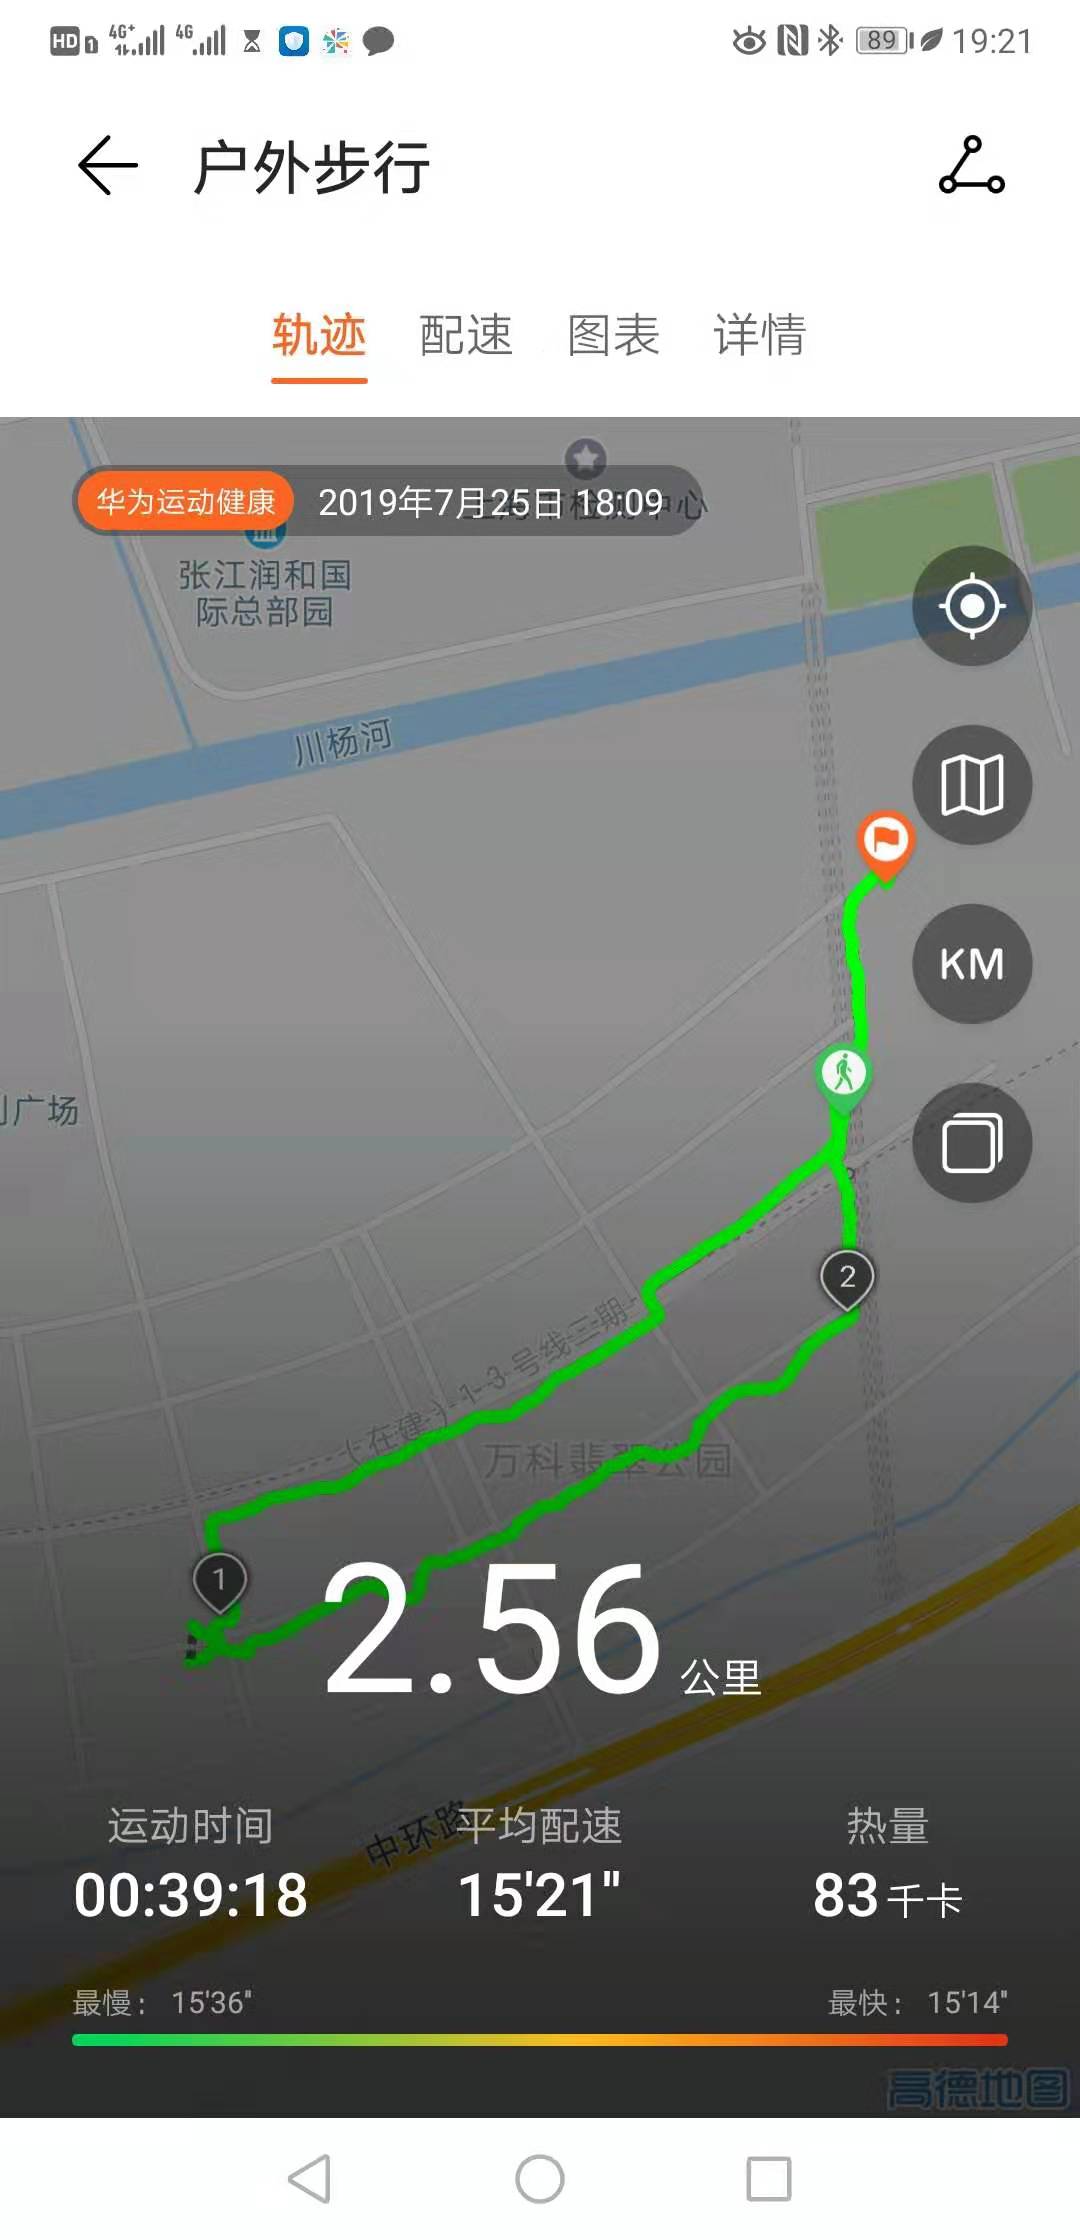 HD 1 4G+ 4G 89 19:21
户外步行
轨迹 配速 图表 详情
华为运动健康 2019年7月25日 18:09
张江润和国
际总部园
川杨河
KM
广场
2
(在建)13号线三期
万科翡翠公园
1
2.56 公里
中环路
运动时间 平均配速 热量
00:39:18 15'21" 83千卡
最慢： 15'36" 最快： 15'14"
高德地图